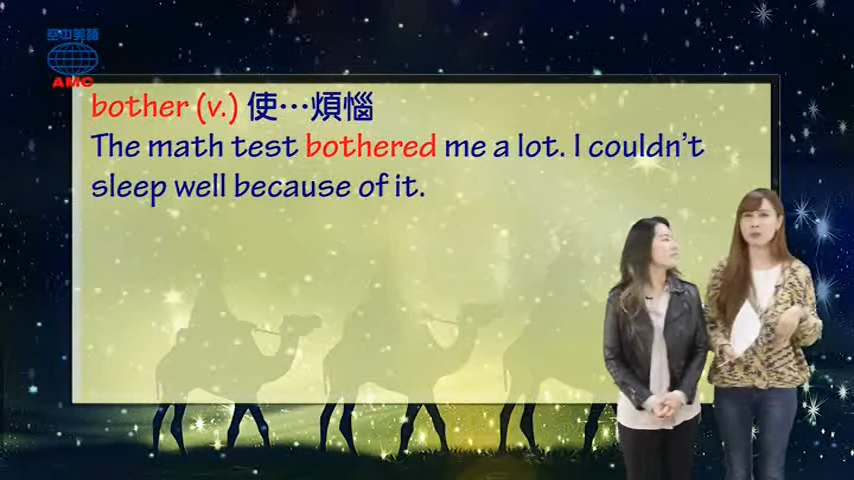 空中美語
AMC
bother (v.) 使…煩惱
The math test bothered me a lot. I couldn't
sleep well because of it.